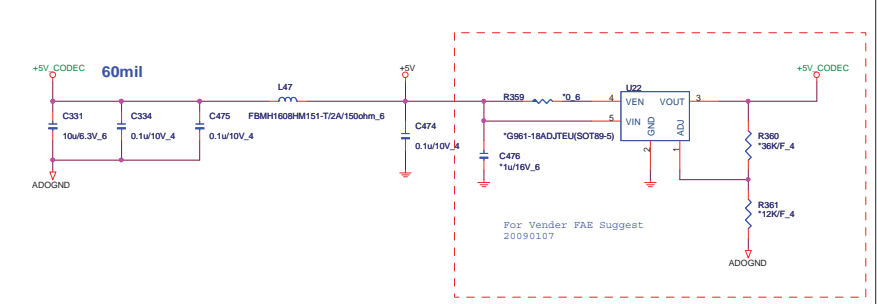 +5V_CODEC
60mil
L47
FBMH1608HM151-T/2A/150ohm_6
C331
10u/6.3V_6
C334
0.1u/10V_4
C475
0.1u/10V_4
ADOGND
+5V
C474
0.1u/10V_4
R359
*0_6
U22
4
VEN
VOUT
3
5
VIN
GND
ADJ
2
1
*G961-18ADJTEU(SOT89-5)
C476
*1u/16V_6
+5V_CODEC
R360
*36K/F_4
R361
*12K/F_4
ADOGND
For Vender FAE Suggest
20090107